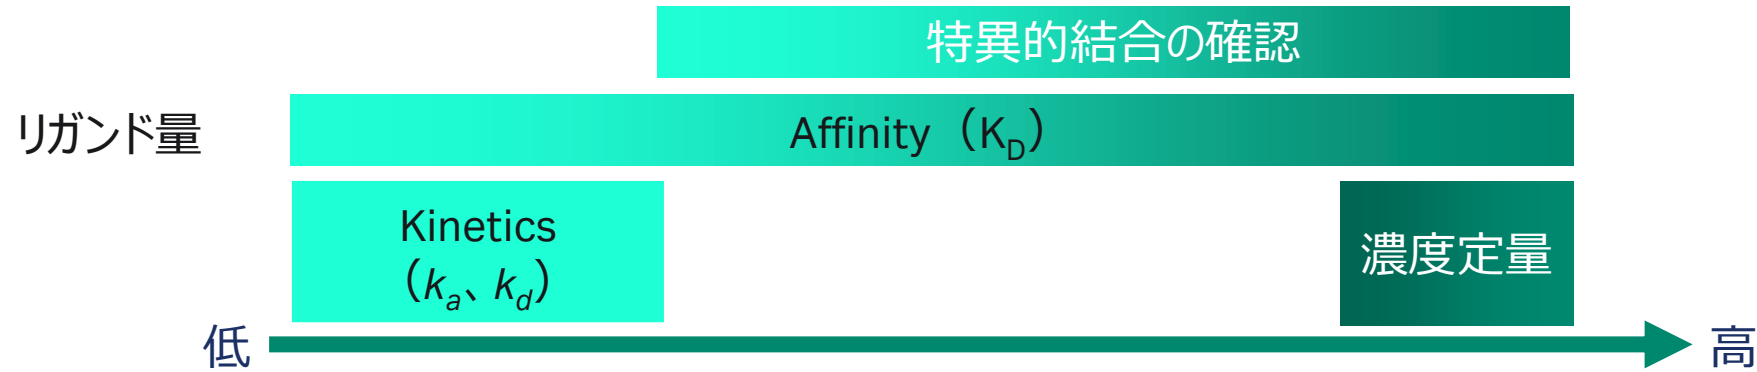 特異的結合の確認
リガンド量
Affinity（KD）
Kinetics
（ka、kd）
濃度定量
低
高